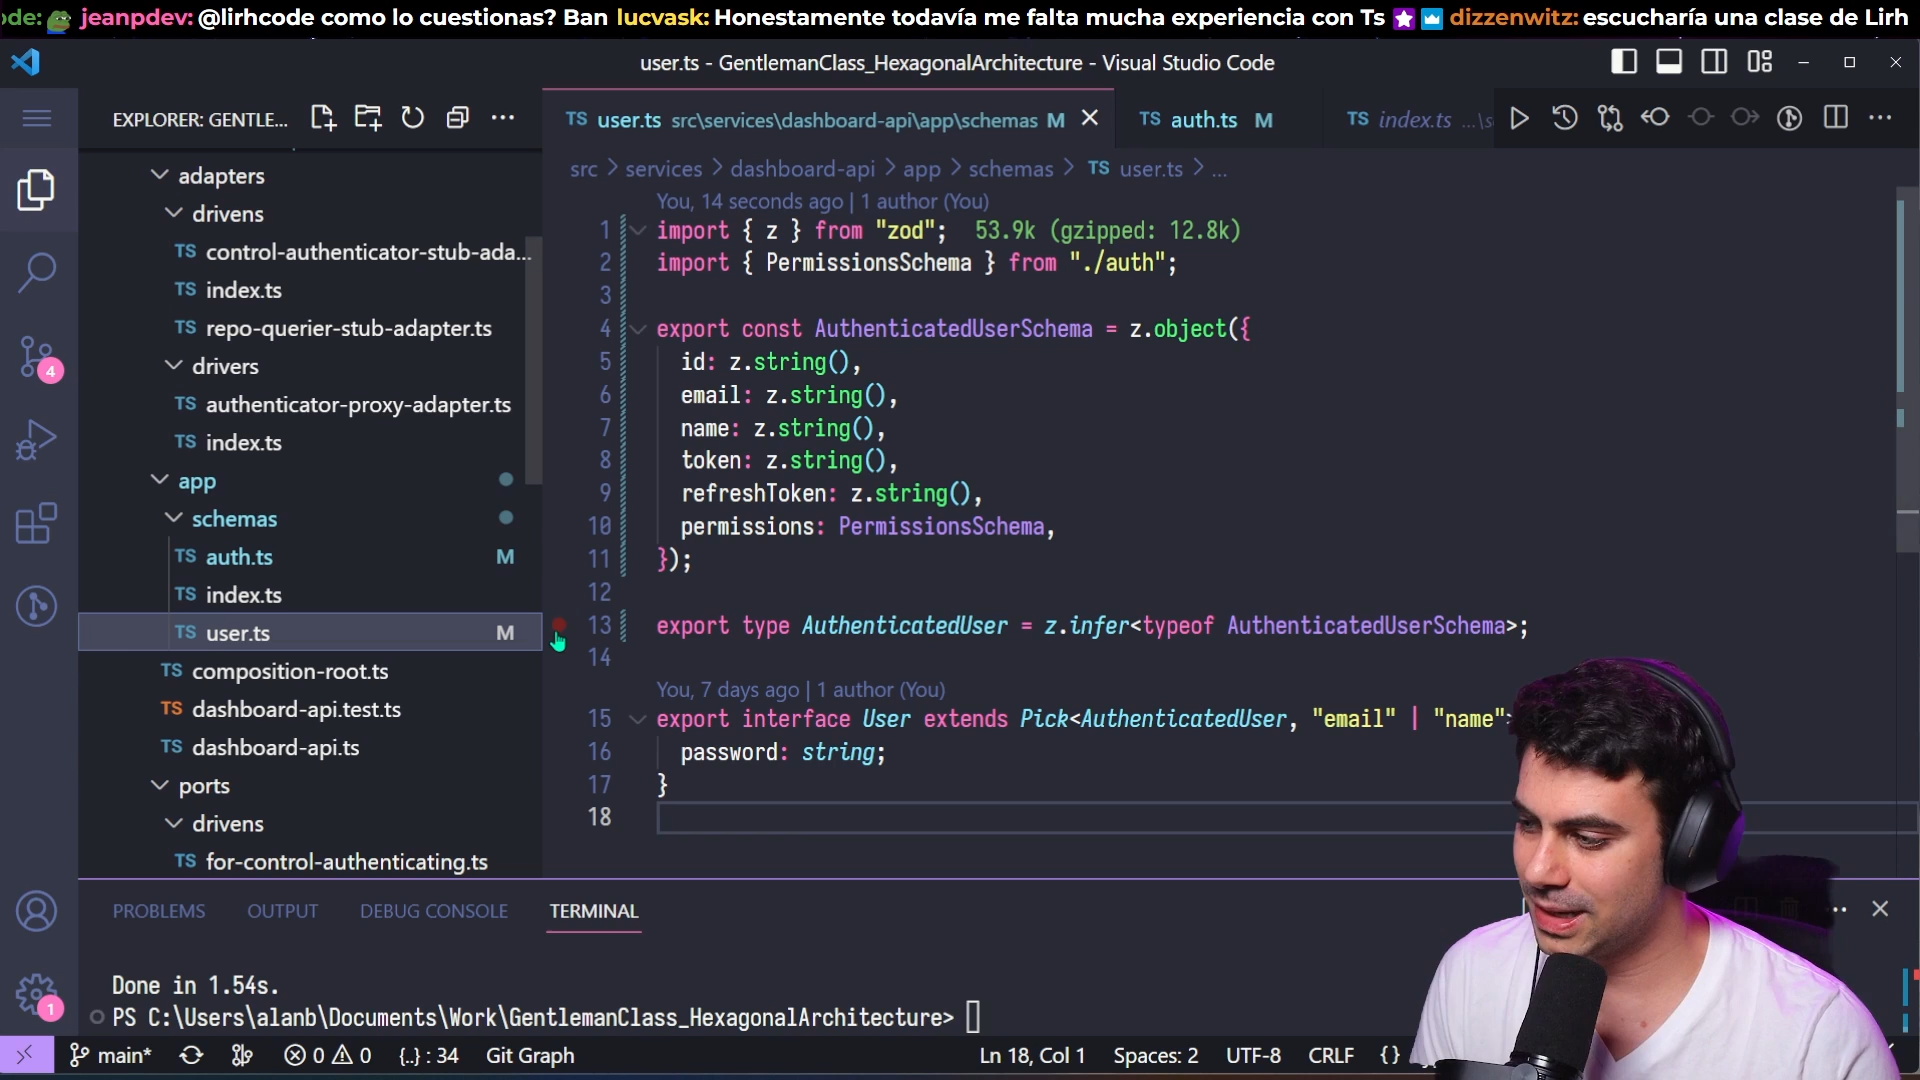 ode: jeanpdev: @lirhcode como lo cuestionas? Ban lucvask: Honestamente todavía me falta mucha experiencia con Ts dizzenwitz: escucharía una clase de Lirh
user.ts - GentlemanClass_HexagonalArchitecture - Visual Studio Code
EXPLORER: GENTLE...
TS user.ts src\services\dashboard-api\app\schemas M
TS auth.ts M
TS index.ts ...\s
src > services > dashboard-api > app > schemas > TS user.ts > ...
adapters
drivens
TS control-authenticator-stub-ada...
TS index.ts
TS repo-querier-stub-adapter.ts
drivers
TS authenticator-proxy-adapter.ts
TS index.ts
app
schemas
TS auth.ts M
TS index.ts
TS user.ts M
TS composition-root.ts
TS dashboard-api.test.ts
TS dashboard-api.ts
ports
drivens
TS for-control-authenticating.ts
4
1
You, 14 seconds ago | 1 author (You)
1 import { z } from "zod"; 53.9k (gzipped: 12.8k)
2 import { PermissionsSchema } from "./auth";
3
4 export const AuthenticatedUserSchema = z.object({
5 id: z.string(),
6 email: z.string(),
7 name: z.string(),
8 token: z.string(),
9 refreshToken: z.string(),
10 permissions: PermissionsSchema,
11 });
12
13 export type AuthenticatedUser = z.infer<typeof AuthenticatedUserSchema>;
14
You, 7 days ago | 1 author (You)
15 export interface User extends Pick<AuthenticatedUser, "email" | "name"
16 password: string;
17 }
18
PROBLEMS OUTPUT DEBUG CONSOLE TERMINAL
Done in 1.54s.
PS C:\Users\alanb\Documents\Work\GentlemanClass_HexagonalArchitecture>
main* 0 0 {..} : 34 Git Graph Ln 18, Col 1 Spaces: 2 UTF-8 CRLF {}